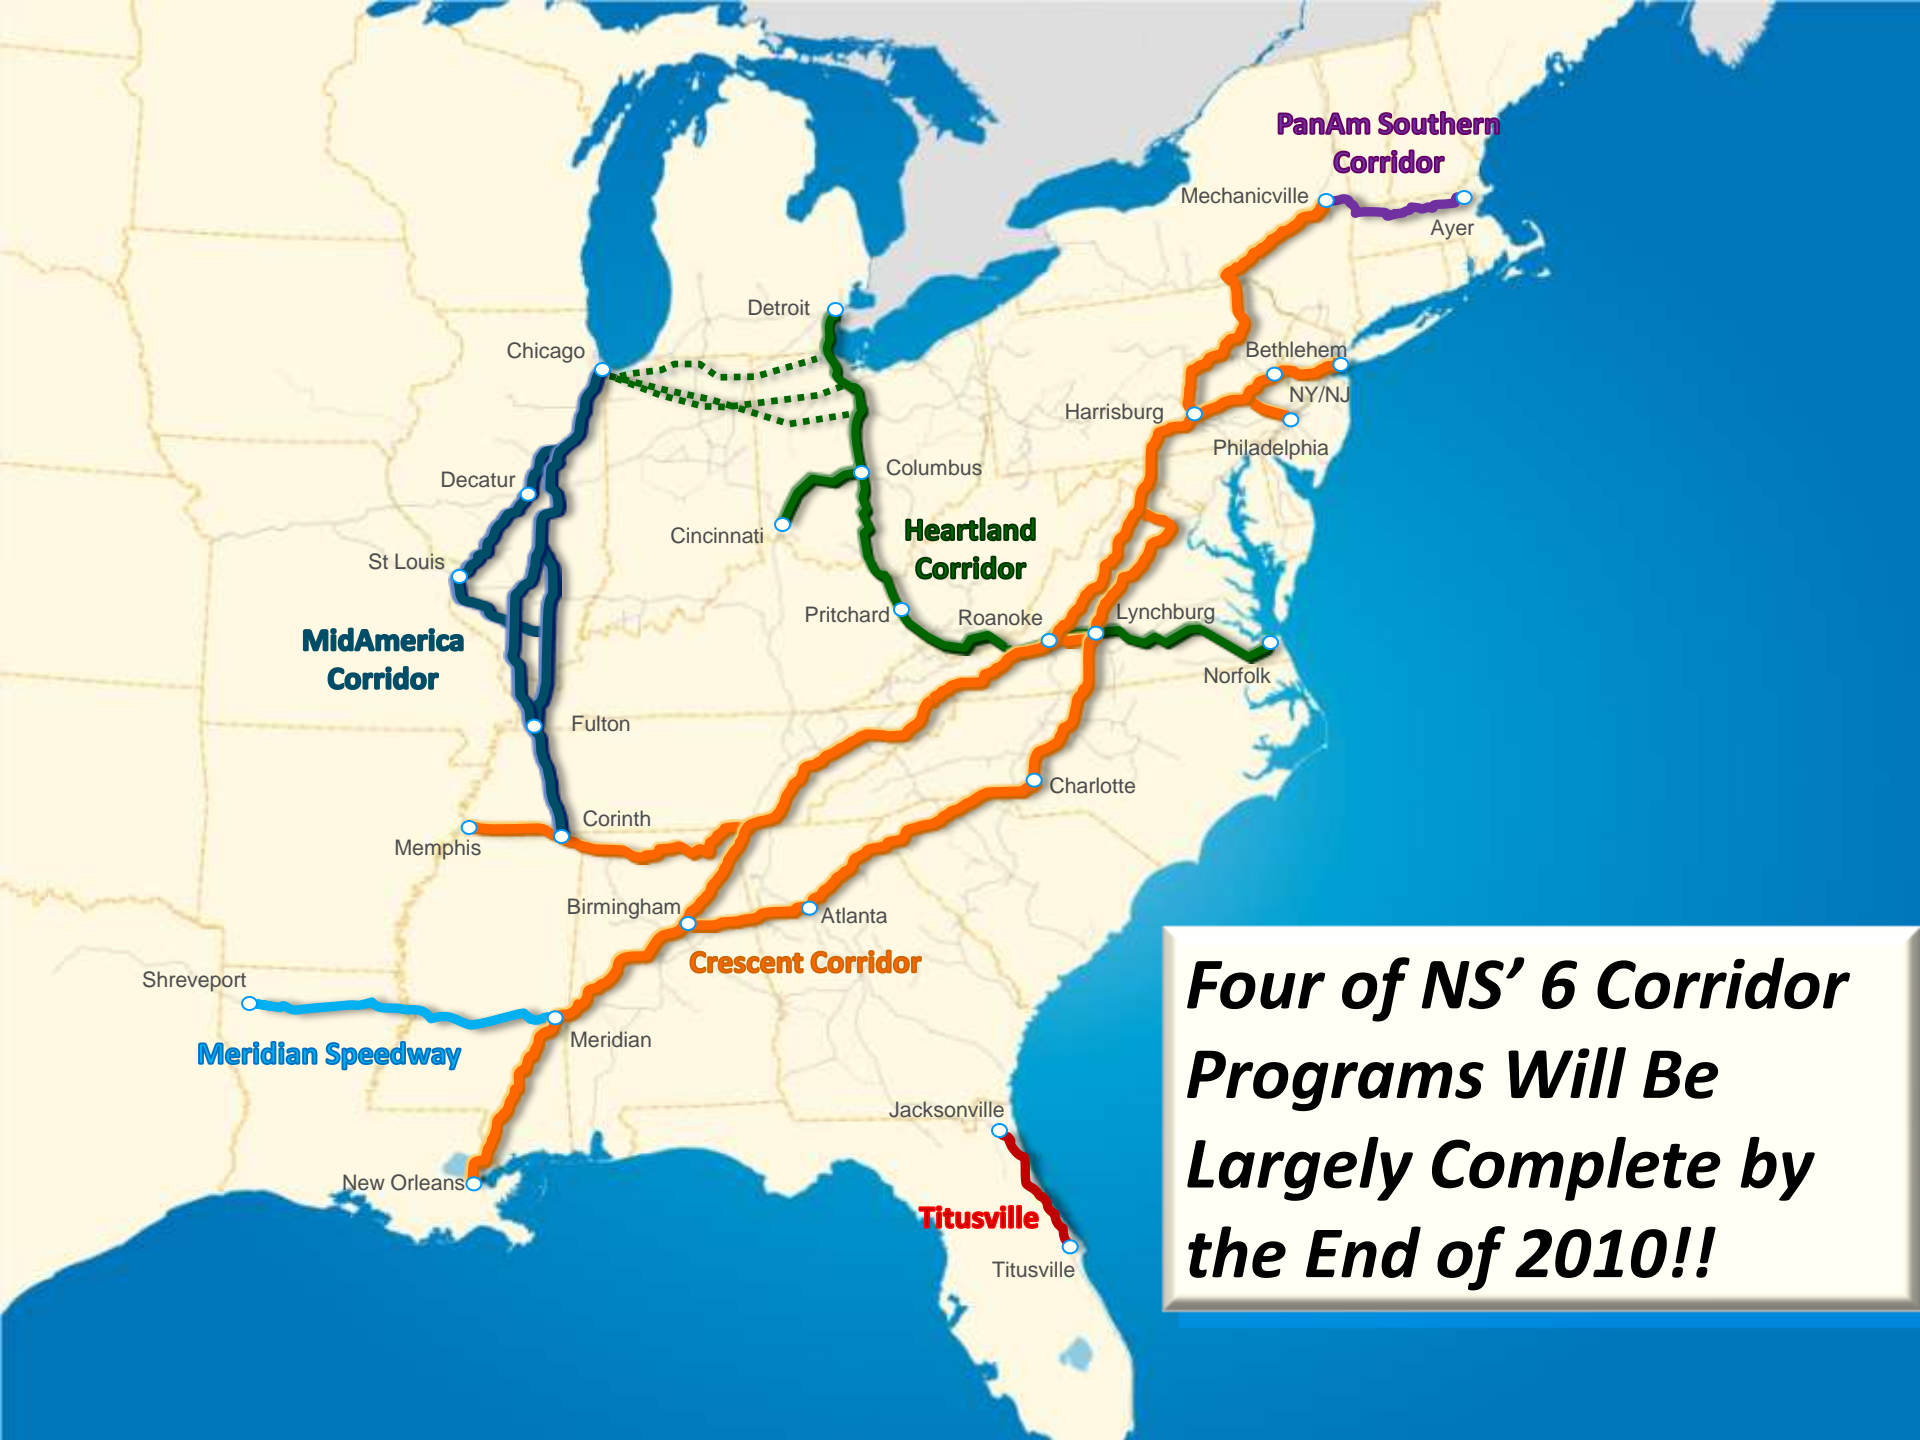 PanAm Southern
Corridor
Mechanicville
Ayer
Detroit
Chicago
Bethlehem
NY/NJ
Harrisburg
Philadelphia
Columbus
Decatur
Cincinnati
Heartland
Corridor
St Louis
Pritchard
Roanoke
Lynchburg
MidAmerica
Corridor
Norfolk
Fulton
Charlotte
Corinth
Memphis
Birmingham
Atlanta
Crescent Corridor
Shreveport
Meridian
Meridian Speedway
Jacksonville
New Orleans
Titusville
Titusville
Four of NS’ 6 Corridor
Programs Will Be
Largely Complete by
the End of 2010!!